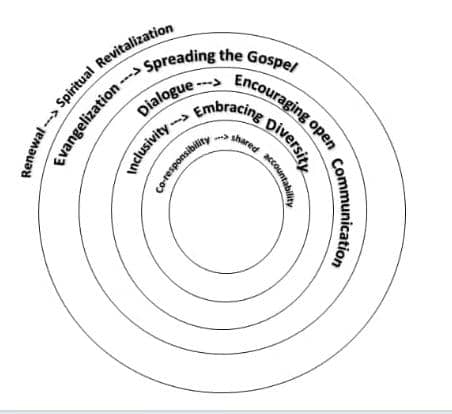 Renewal ---> Spiritual Revitalization
Evangelization ---> Spreading the Gospel
Dialogue ---> Encouraging open Communication
Inclusivity ---> Embracing Diversity
Co-responsibility ---> shared accountability